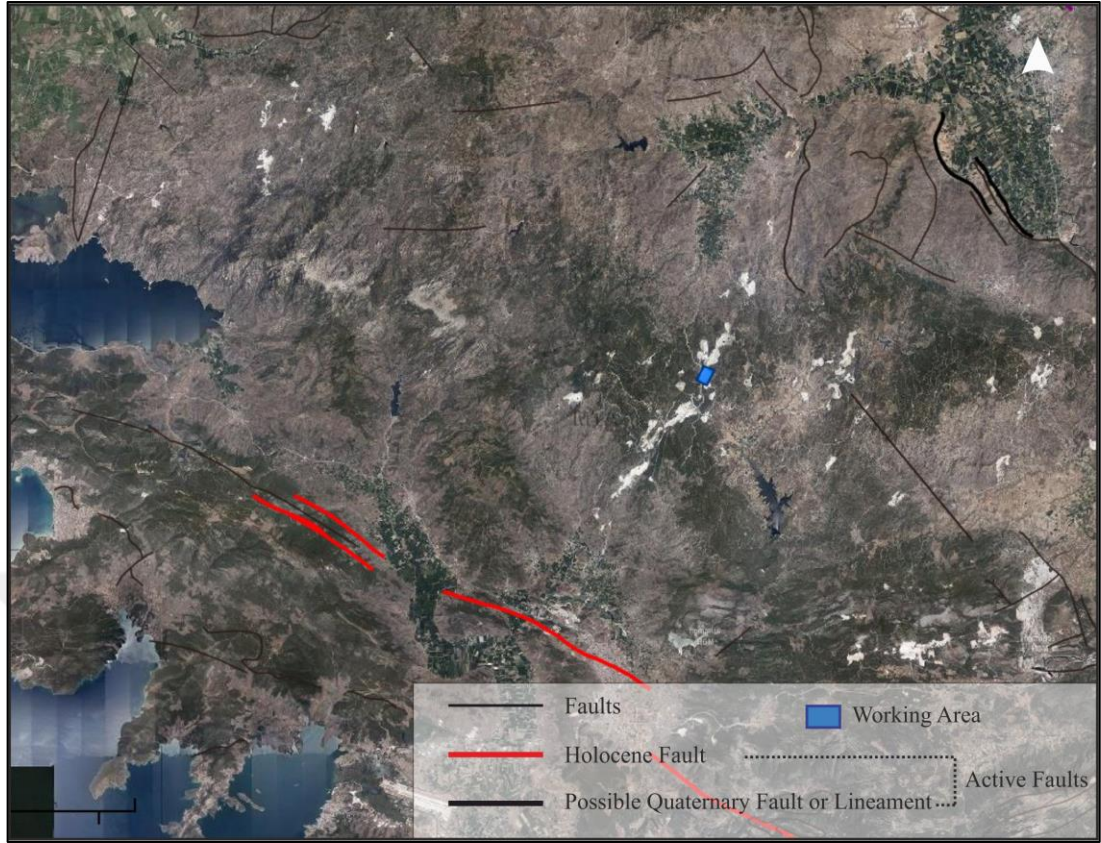 Faults
Working Area
Holocene Fault
Active Faults
Possible Quaternary Fault or Lineament